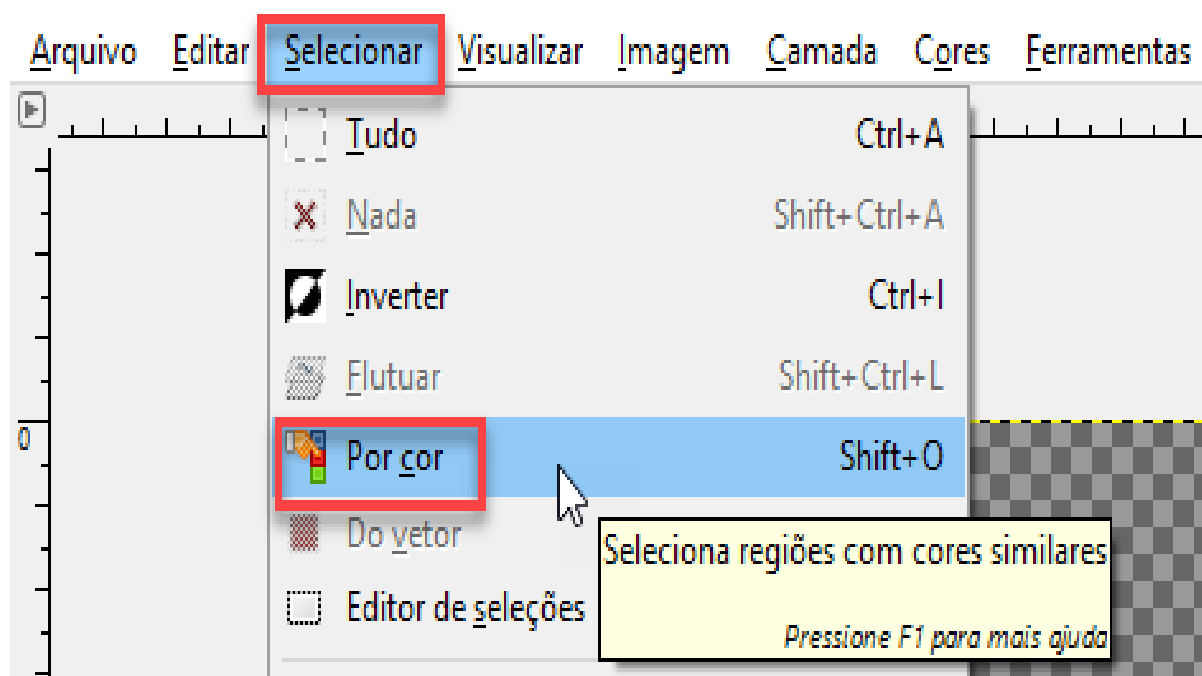 Arquivo Editar Selecionar Visualizar Imagem Camada Cores Ferramentas
Tudo Ctrl+A
Nada Shift+Ctrl+A
Inverter Ctrl+I
Flutuar Shift+Ctrl+L
0
Por cor Shift+O
Do vetor
Seleciona regiões com cores similares
Editor de seleções
Pressione F1 para mais ajuda